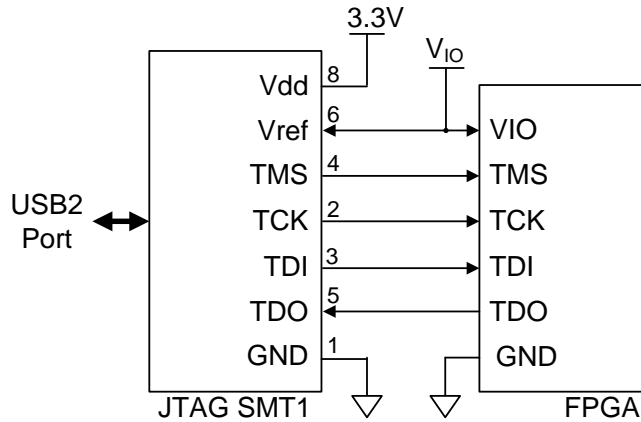 3.3V
V_IO
Vdd 8
Vref 6 VIO
TMS 4 TMS
USB2
Port
TCK 2 TCK
TDI 3 TDI
TDO 5 TDO
GND 1 GND
JTAG SMT1 FPGA